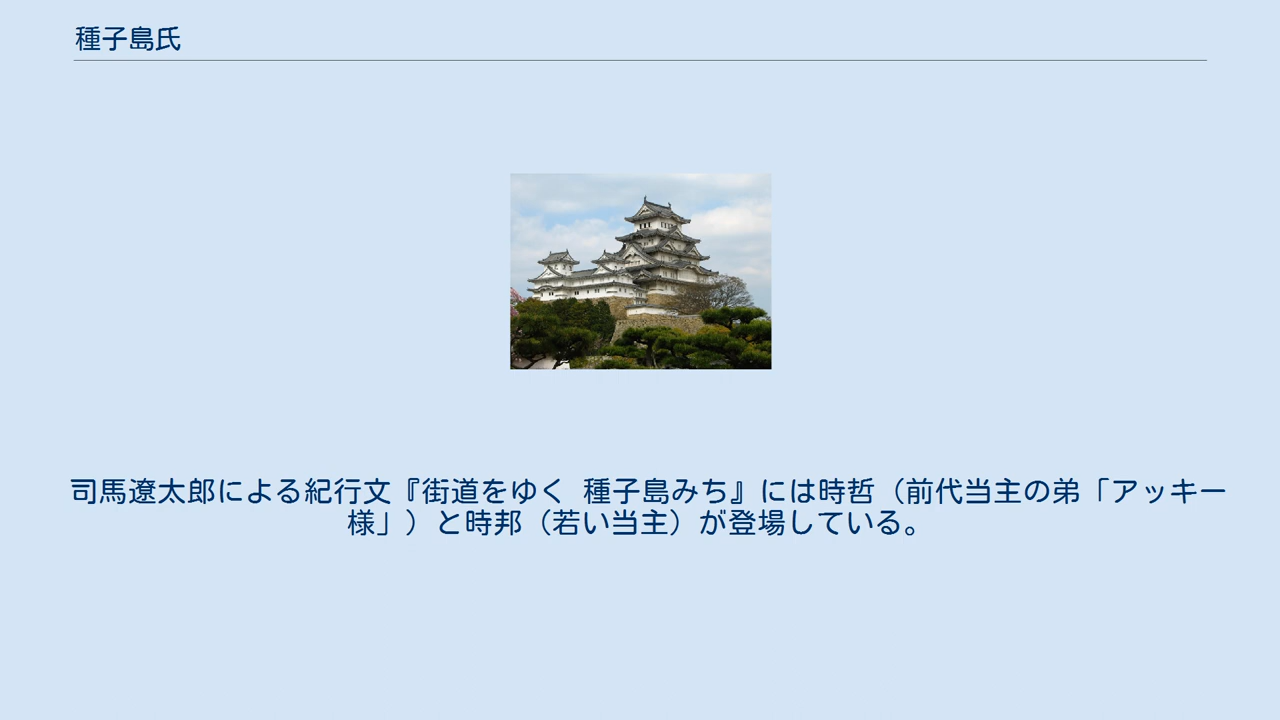 種子島氏
司馬遼太郎による紀行文『街道をゆく 種子島みち』には時哲（前代当主の弟「アッキー
様」）と時邦（若い当主）が登場している。